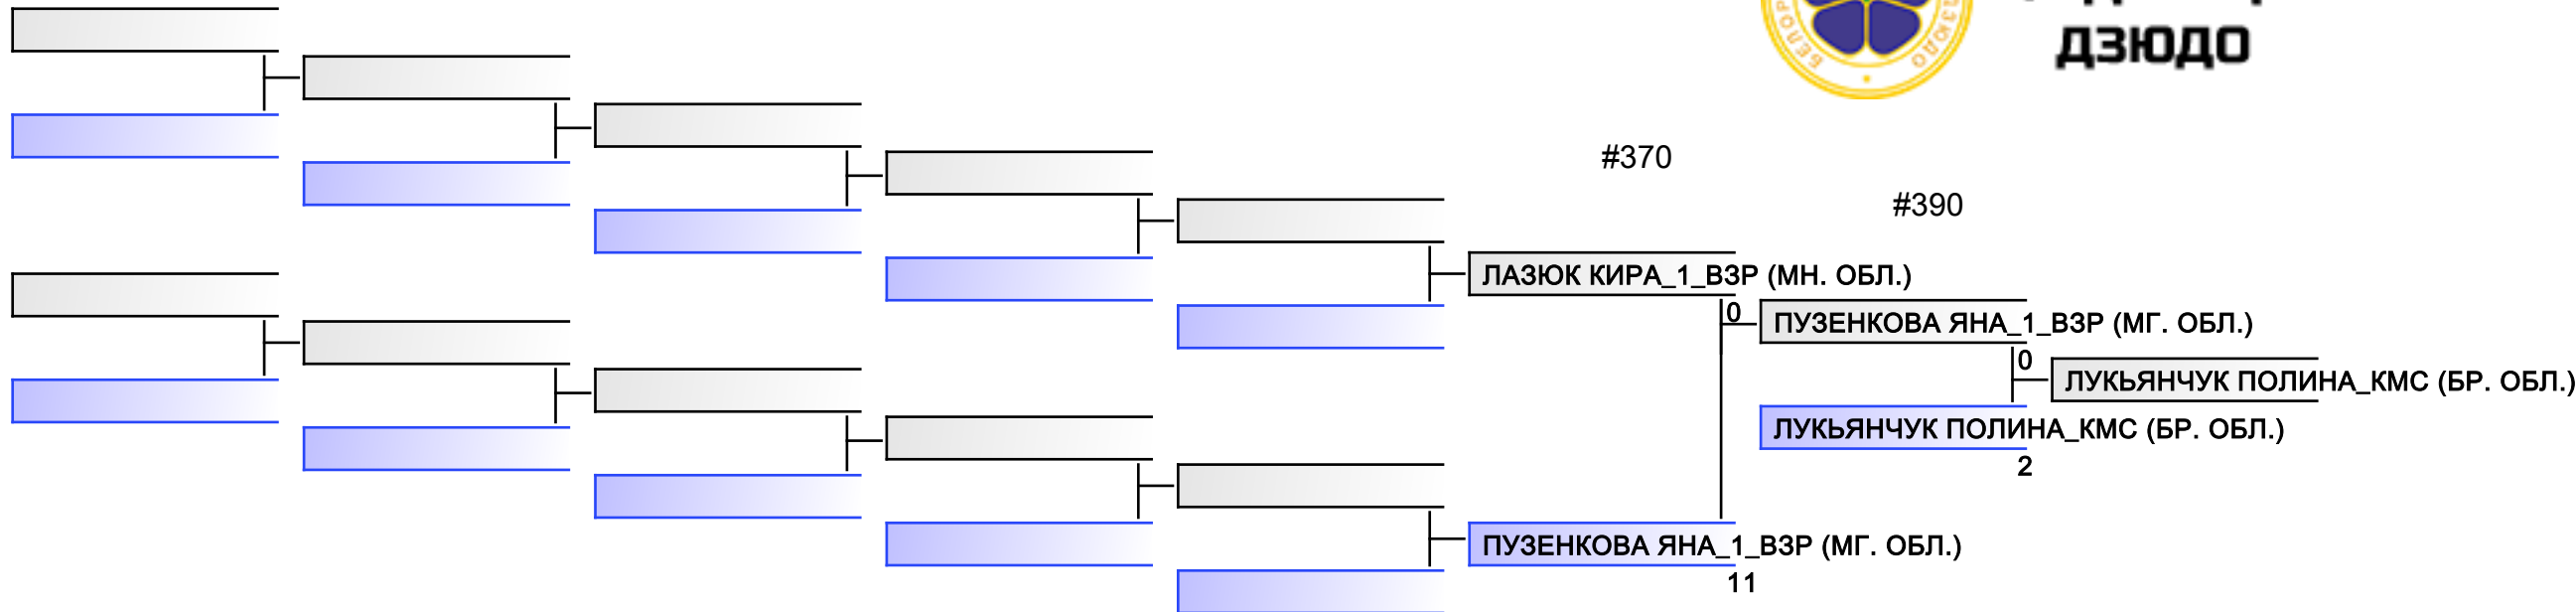 ДЗЮДО
#370
#390
ЛАЗЮК КИРА_1_ВЗР (МН. ОБЛ.)
0
ПУЗЕНКОВА ЯНА_1_ВЗР (МГ. ОБЛ.)
0
ЛУКЬЯНЧУК ПОЛИНА_КМС (БР. ОБЛ.)
ЛУКЬЯНЧУК ПОЛИНА_КМС (БР. ОБЛ.)
2
ПУЗЕНКОВА ЯНА_1_ВЗР (МГ. ОБЛ.)
11